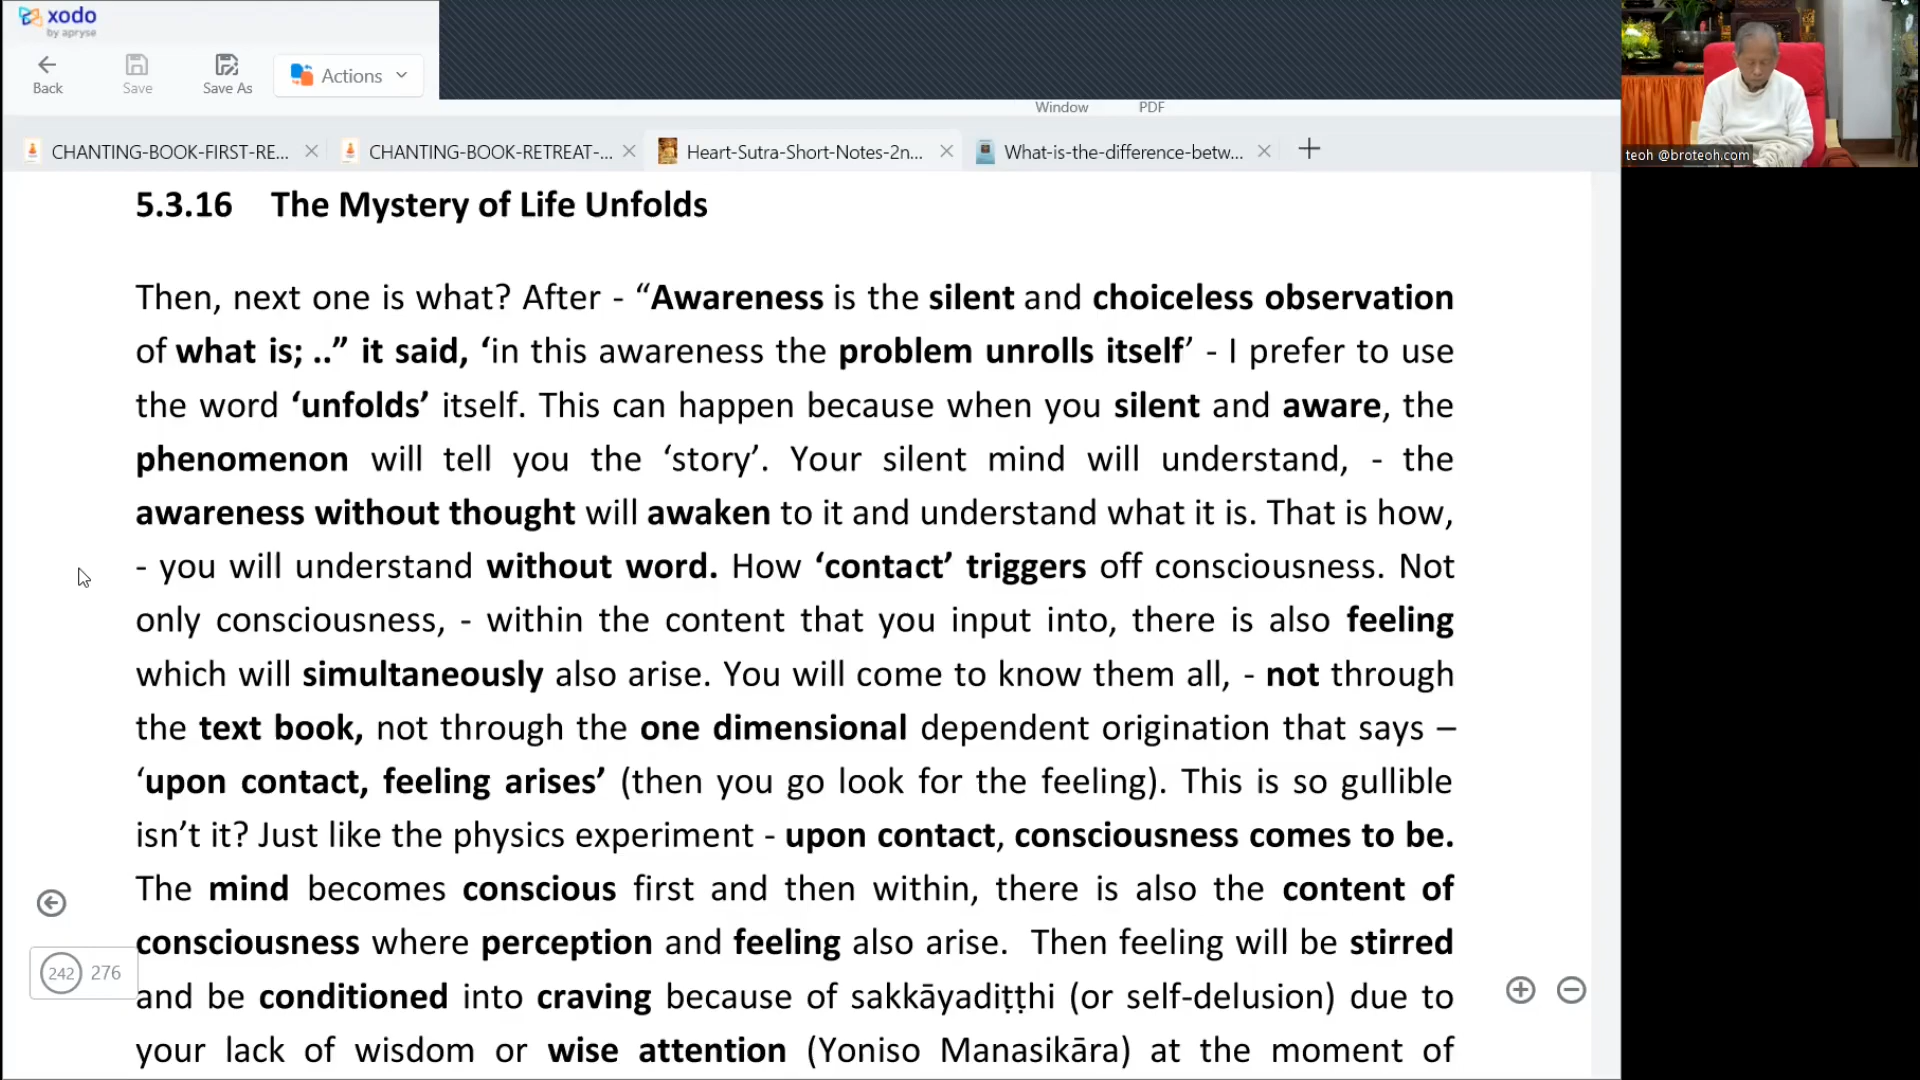 xodo
by apryse
Back
Save
Save As
Actions
Window
PDF
CHANTING-BOOK-FIRST-RE...
CHANTING-BOOK-RETREAT-...
Heart-Sutra-Short-Notes-2n...
What-is-the-difference-betw...
teoh @broteoh.com
5.3.16 The Mystery of Life Unfolds
Then, next one is what? After - “Awareness is the silent and choiceless observation
of what is; ..” it said, ‘in this awareness the problem unrolls itself’ - I prefer to use
the word ‘unfolds’ itself. This can happen because when you silent and aware, the
phenomenon will tell you the ‘story’. Your silent mind will understand, - the
awareness without thought will awaken to it and understand what it is. That is how,
- you will understand without word. How ‘contact’ triggers off consciousness. Not
only consciousness, - within the content that you input into, there is also feeling
which will simultaneously also arise. You will come to know them all, - not through
the text book, not through the one dimensional dependent origination that says –
‘upon contact, feeling arises’ (then you go look for the feeling). This is so gullible
isn’t it? Just like the physics experiment - upon contact, consciousness comes to be.
The mind becomes conscious first and then within, there is also the content of
consciousness where perception and feeling also arise. Then feeling will be stirred
and be conditioned into craving because of sakkāyadiṭṭhi (or self-delusion) due to
your lack of wisdom or wise attention (Yoniso Manasikāra) at the moment of
242 276